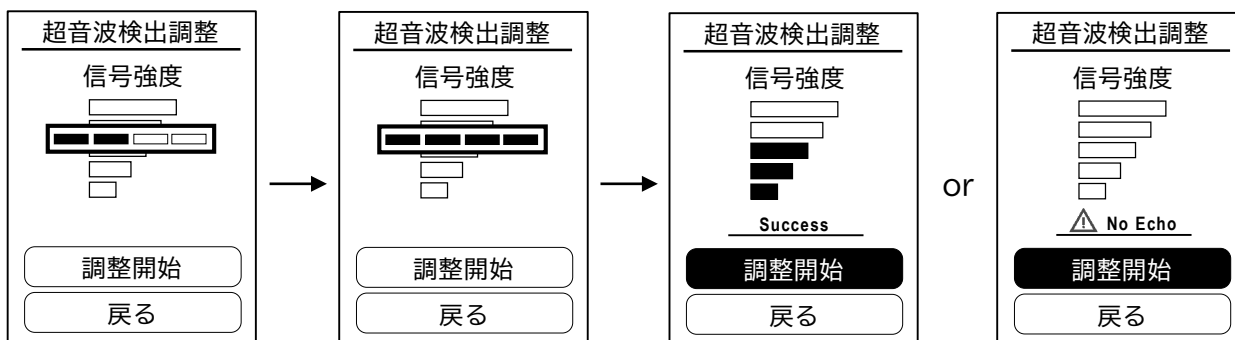 超音波検出調整
信号強度
調整開始
戻る
超音波検出調整
信号強度
調整開始
戻る
超音波検出調整
信号強度
Success
調整開始
戻る
or
超音波検出調整
信号強度
No Echo
調整開始
戻る